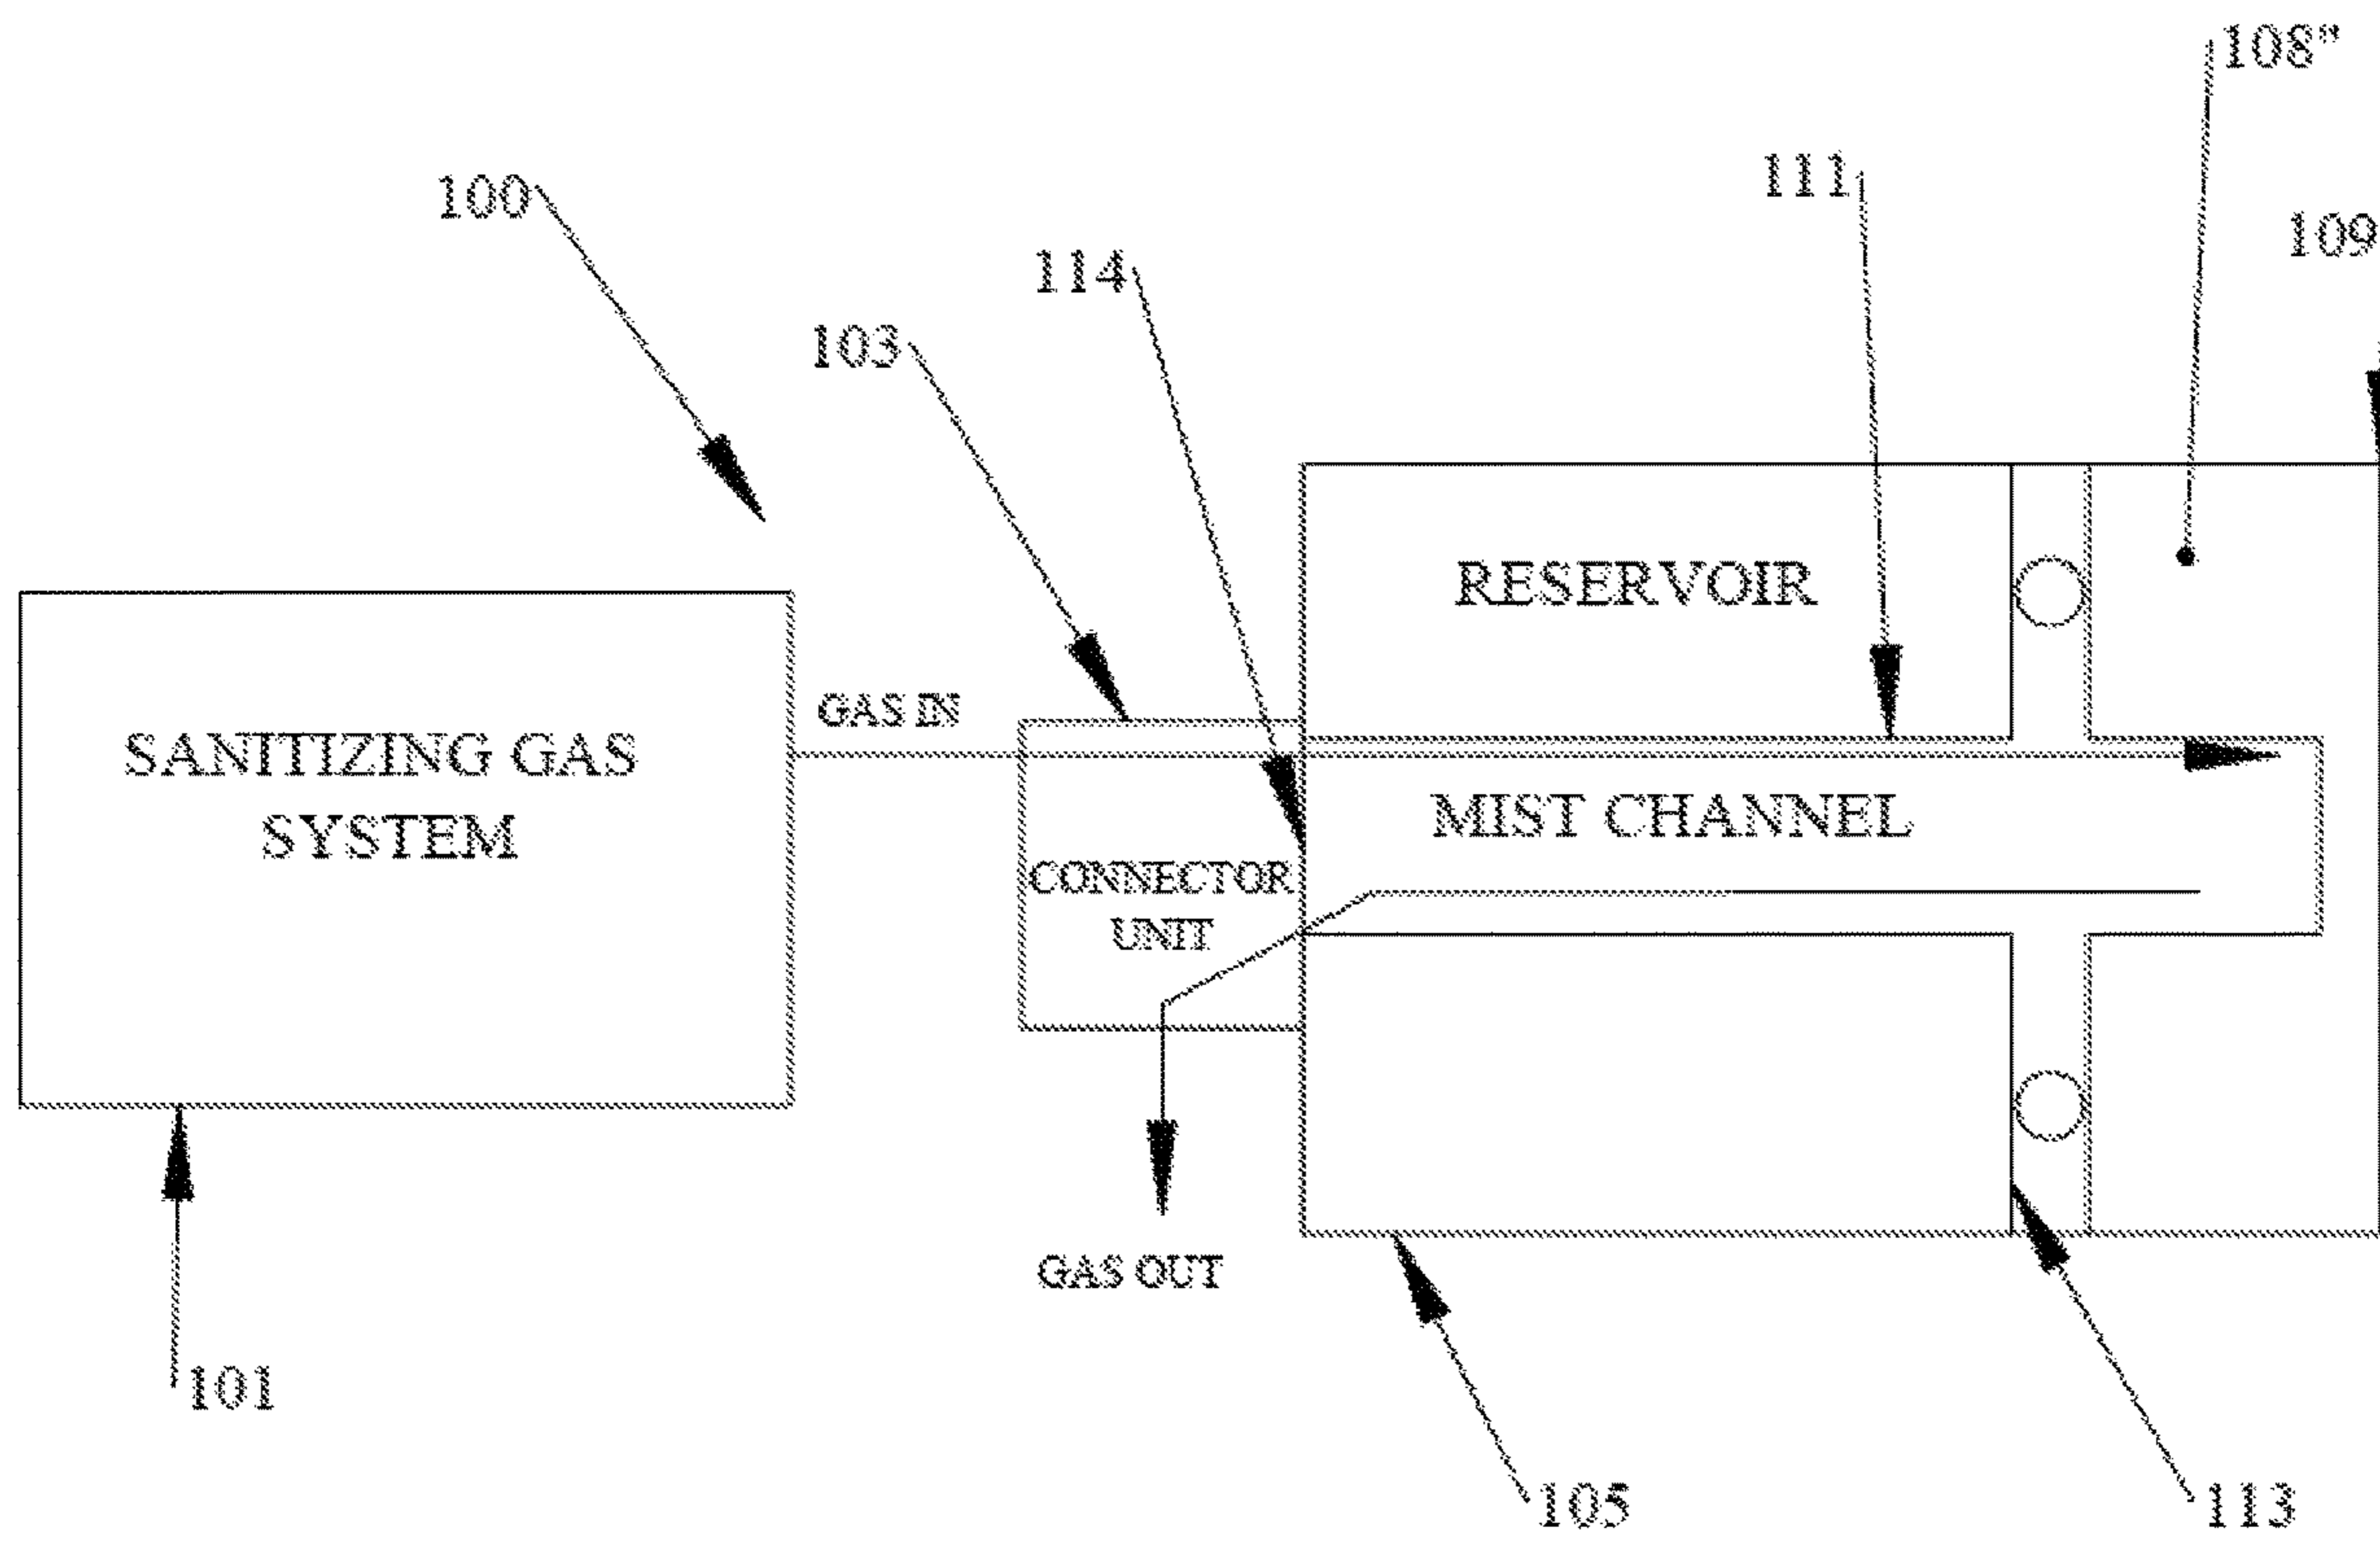 108"
111
100
109
114
103
RESERVOIR
GAS IN
SANITIZING GAS
SYSTEM
MIST CHANNEL
CONNECTOR
UNIT
GAS OUT
101
105
113